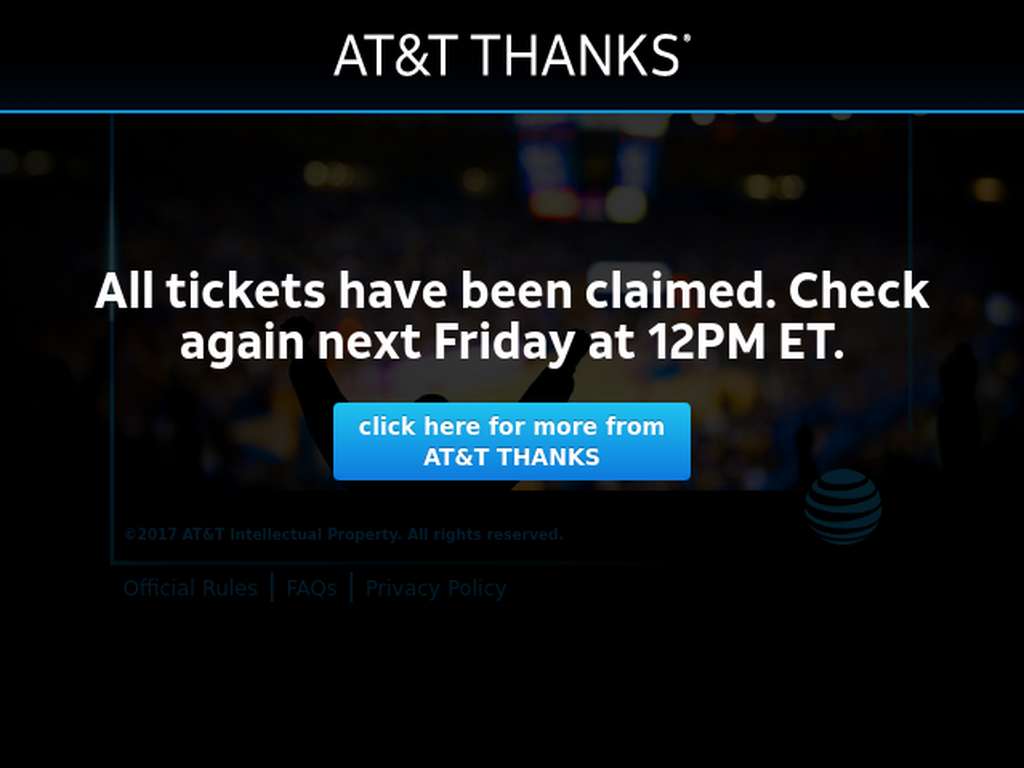 AT&T THANKS®
All tickets have been claimed. Check
again next Friday at 12PM ET.
click here for more from
AT&T THANKS
©2017 AT&T Intellectual Property. All rights reserved.
Official Rules | FAQs | Privacy Policy